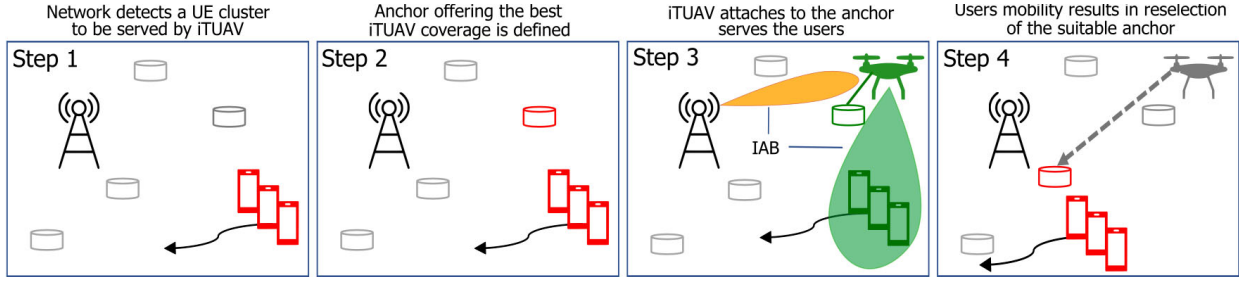 Network detects a UE cluster
to be served by iTUAV
Step 1
Anchor offering the best
iTUAV coverage is defined
Step 2
iTUAV attaches to the anchor
serves the users
Step 3
IAB
Users mobility results in reselection
of the suitable anchor
Step 4